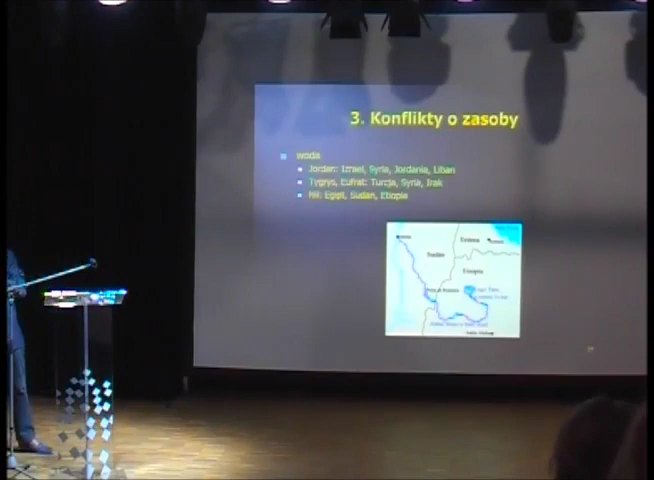 3. Konflikty o zasoby
woda
Jordan: Izrael, Syria, Jordania, Liban
Tygrys, Eufrat: Turcja, Syria, Irak
Nil: Egipt, Sudan, Etiopia
Erytrea
Sudan
Etiopia